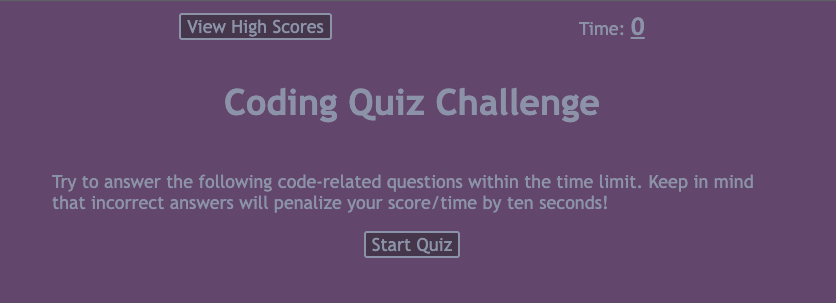 View High Scores
Time: 0
Coding Quiz Challenge
Try to answer the following code-related questions within the time limit. Keep in mind
that incorrect answers will penalize your score/time by ten seconds!
Start Quiz